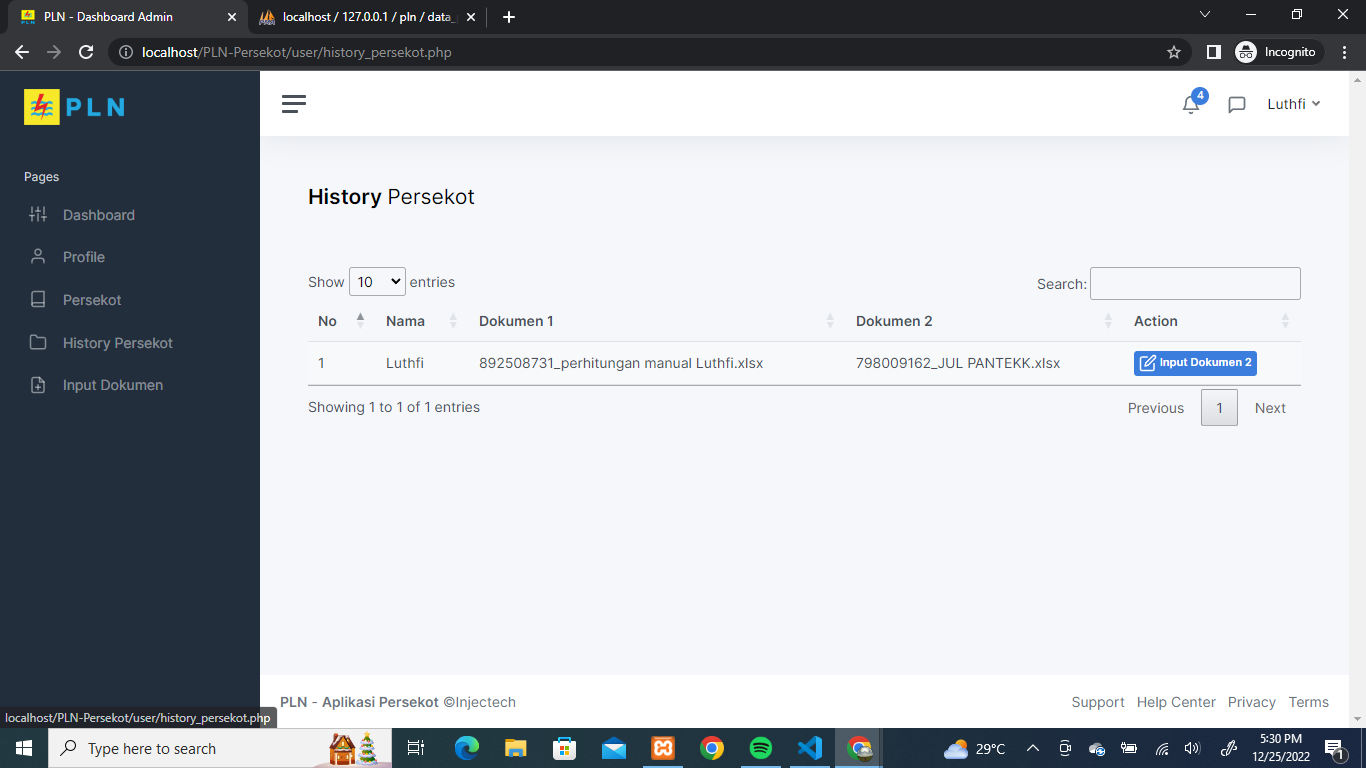 PLN - Dashboard Admin
localhost / 127.0.0.1 / pln / data_
localhost/PLN-Persekot/user/history_persekot.php
Incognito
PLN
4
Luthfi
Pages
Dashboard
Profile
Persekot
History Persekot
Input Dokumen
History Persekot
Show 10 entries
Search:
No Nama Dokumen 1 Dokumen 2 Action
1 Luthfi 892508731_perhitungan manual Luthfi.xlsx 798009162_JUL PANTEKK.xlsx Input Dokumen 2
Showing 1 to 1 of 1 entries
Previous 1 Next
PLN - Aplikasi Persekot ©Injectech
Support Help Center Privacy Terms
localhost/PLN-Persekot/user/history_persekot.php
Type here to search
29°C
5:30 PM
12/25/2022
1